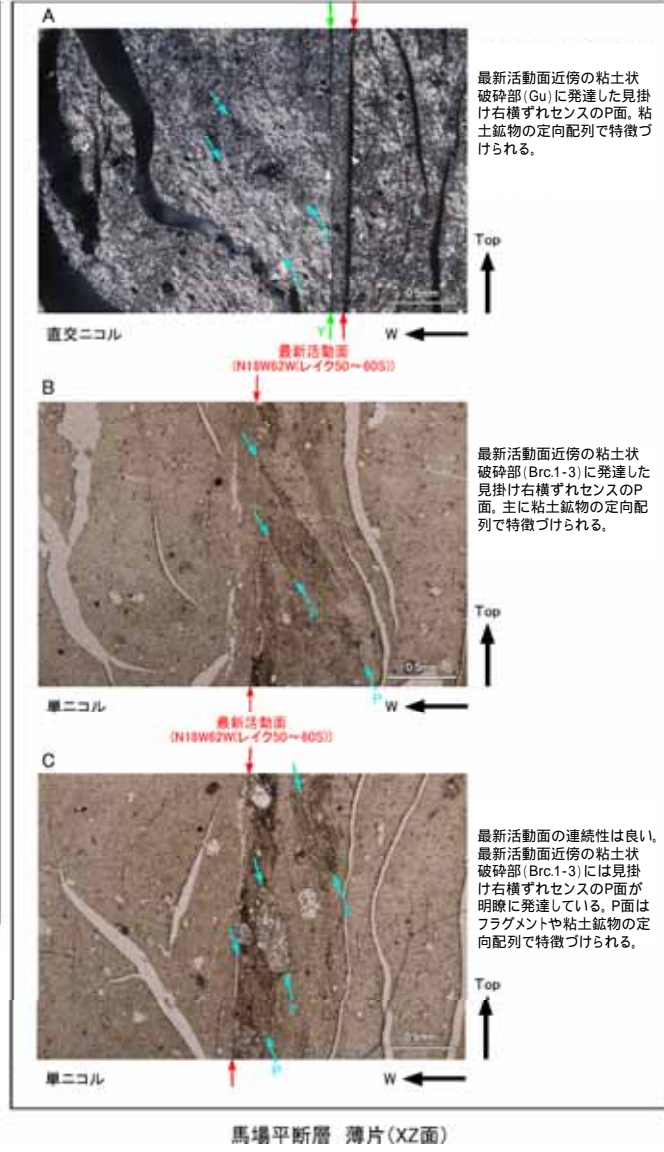 A
最新活動面近傍の粘土状
破砕部(Gu)に発達した見掛
け右横ずれセンスのP面。粘
土鉱物の定向配列で特徴づ
けられる。
Top
0.5mm
直交ニコル
Y
W
最新活動面
(N18W62W(レイク50～60S))
B
最新活動面近傍の粘土状
破砕部(Brc.1-3)に発達した
見掛け右横ずれセンスのP
面。主に粘土鉱物の定向配
列で特徴づけられる。
Top
0.5mm
P
P
単ニコル
W
最新活動面
(N18W62W(レイク50～60S))
C
最新活動面の連続性は良い。
最新活動面近傍の粘土状
破砕部(Brc.1-3)には見掛
け右横ずれセンスのP面が
明瞭に発達している。P面は
フラグメントや粘土鉱物の定
向配列で特徴づけられる。
Top
0.5mm
P
単ニコル
W
馬場平断層 薄片(XZ面)